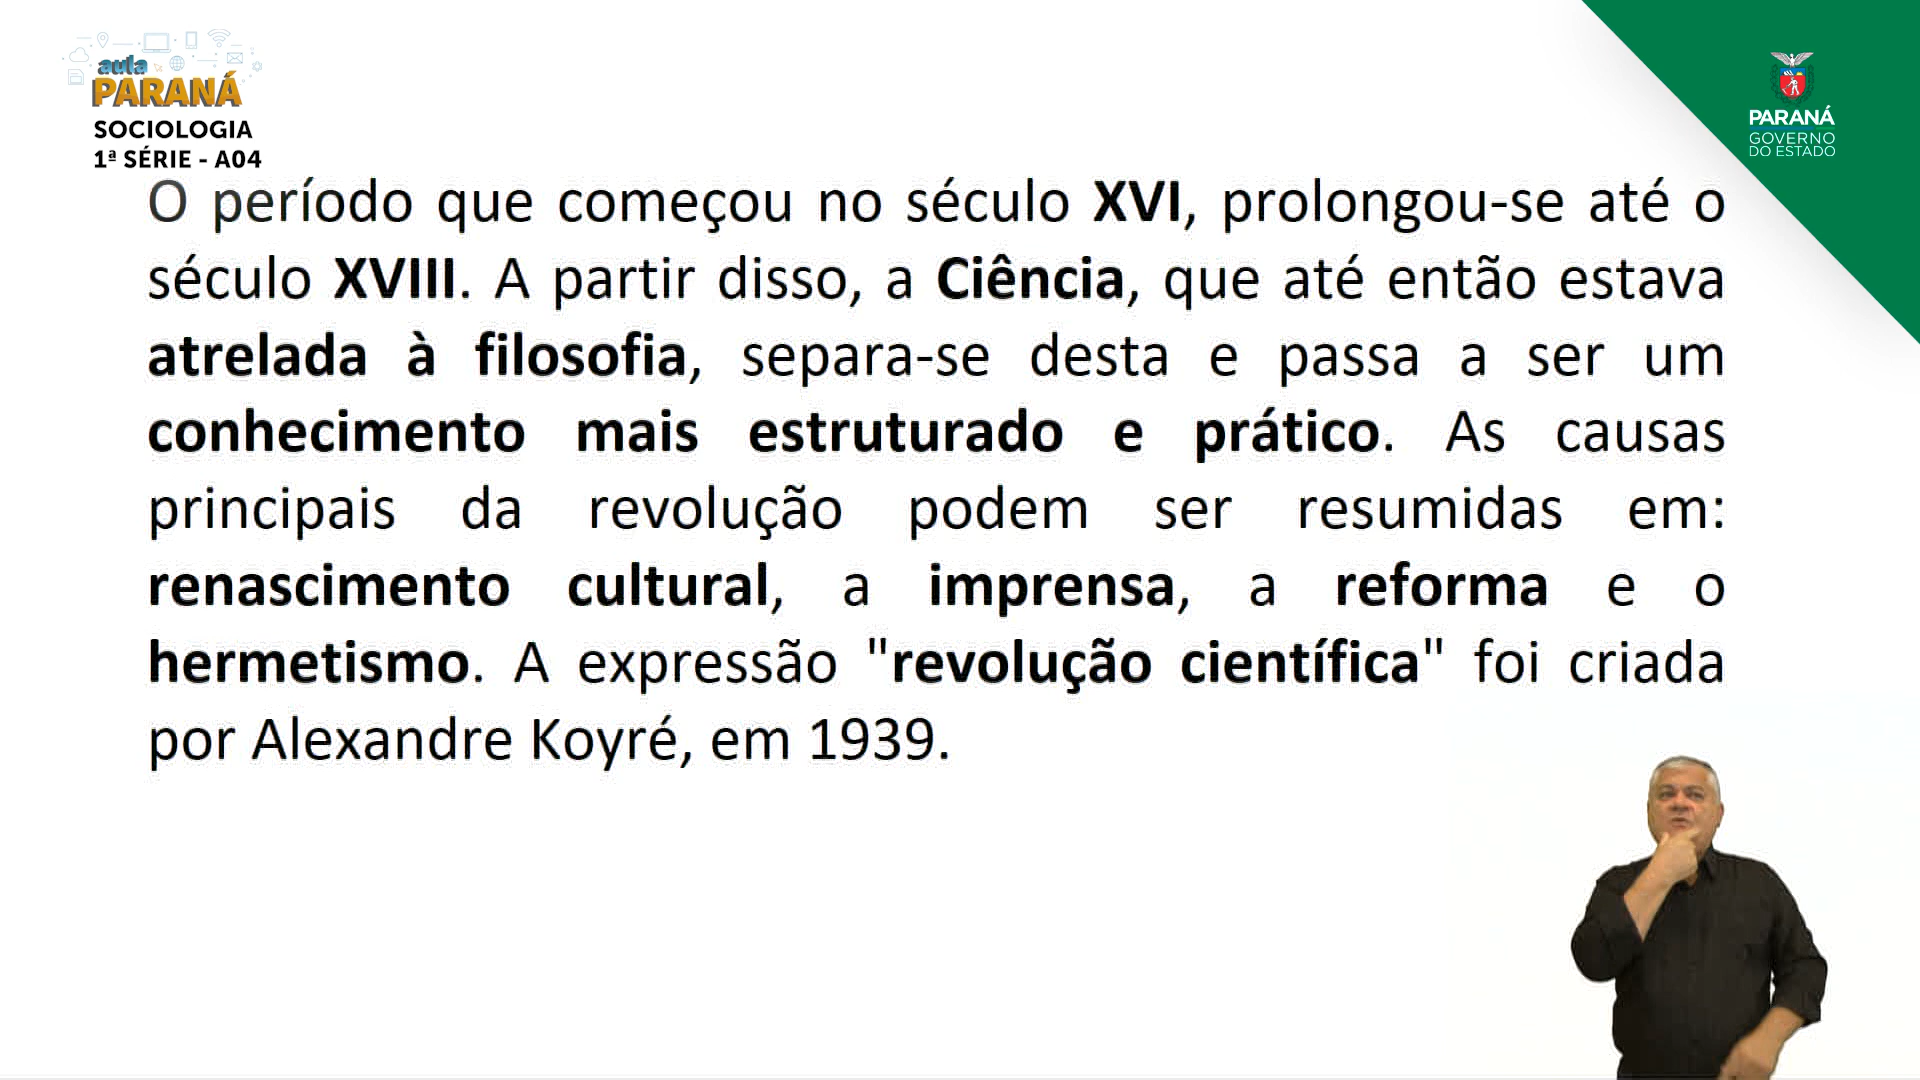 aula
PARANÁ
SOCIOLOGIA
1ª SÉRIE - A04
PARANÁ
GOVERNO
DO ESTADO
O período que começou no século XVI, prolongou-se até o
século XVIII. A partir disso, a Ciência, que até então estava
atrelada à filosofia, separa-se desta e passa a ser um
conhecimento mais estruturado e prático. As causas
principais da revolução podem ser resumidas em:
renascimento cultural, a imprensa, a reforma e o
hermetismo. A expressão "revolução científica" foi criada
por Alexandre Koyré, em 1939.